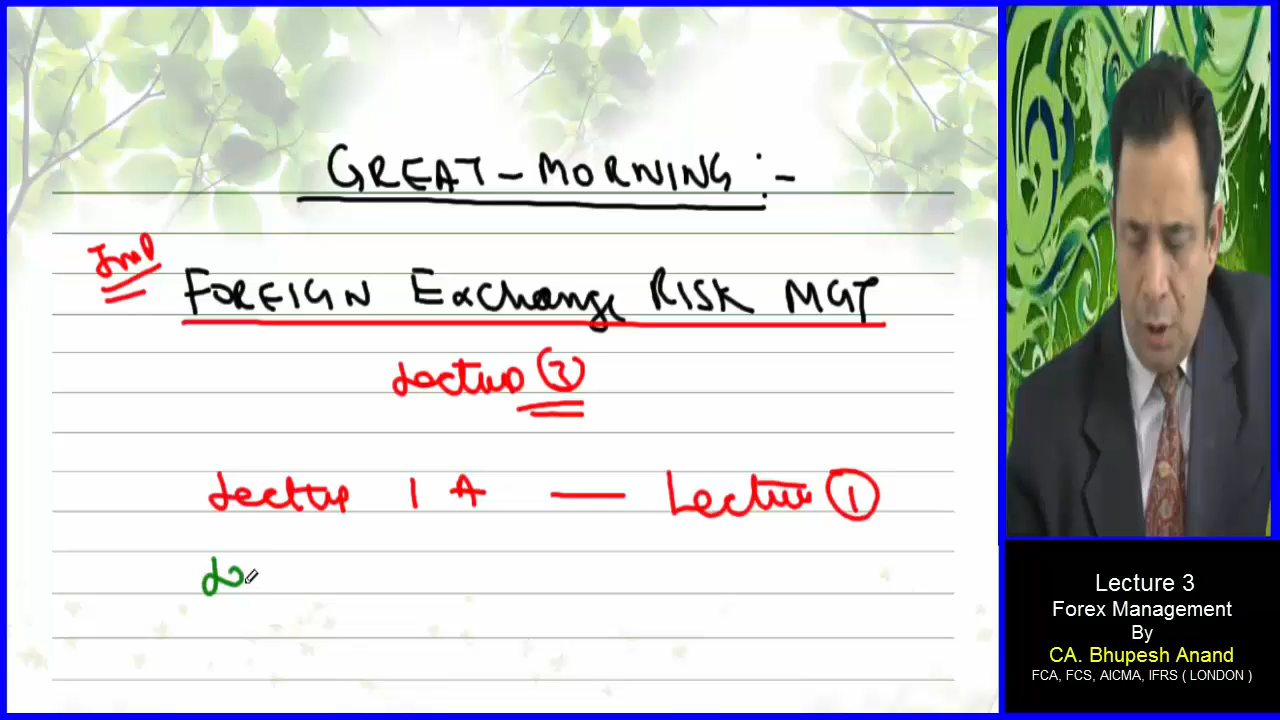 GREAT-MORNING:-
Imp
FOREIGN Exchange RISK MGT
Lecture 3
Lecture 1 A — Lecture 1
Le
Lecture 3
Forex Management
By
CA. Bhupesh Anand
FCA, FCS, AICMA, IFRS ( LONDON )